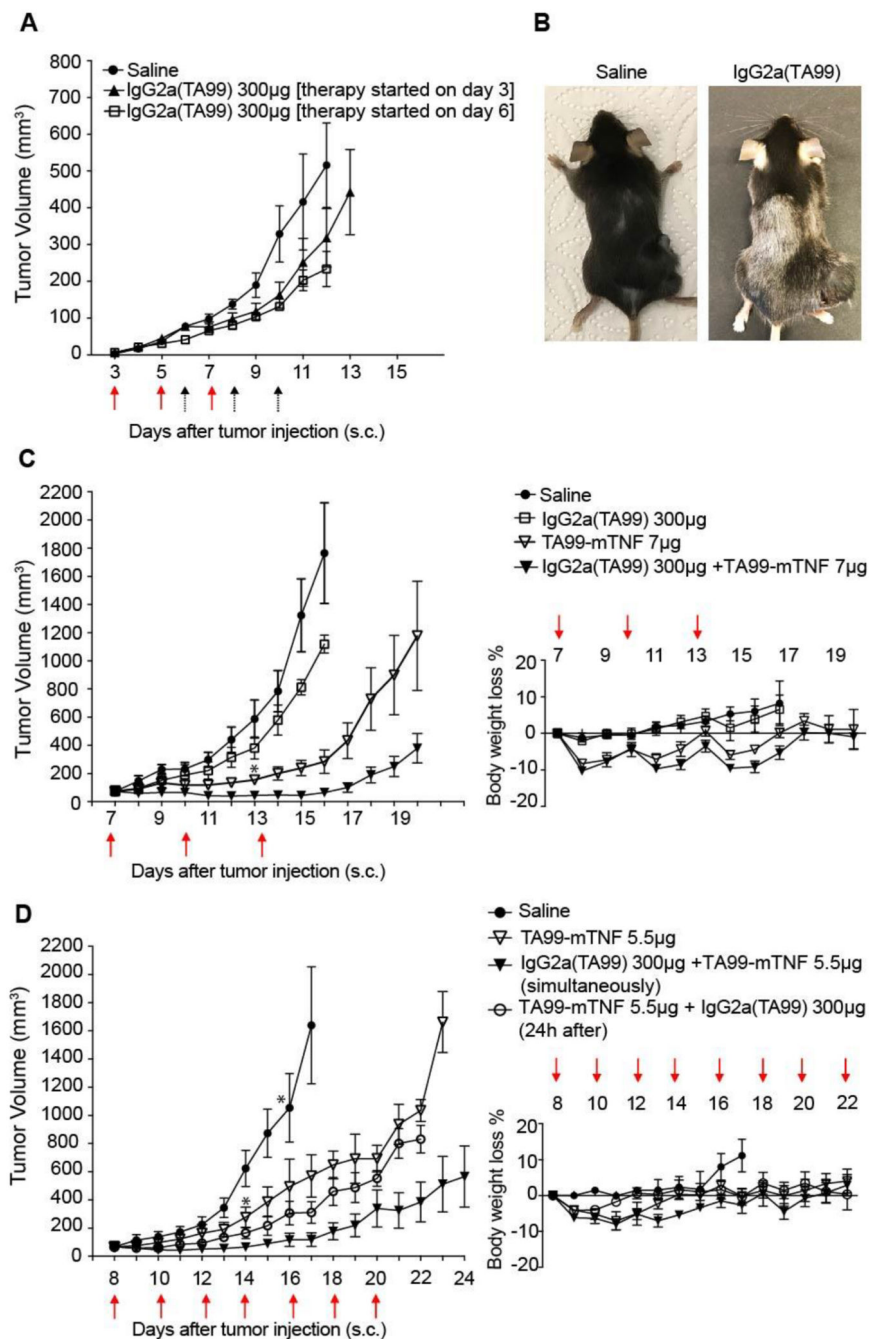 A
Tumor Volume (mm³)
800
700
600
500
400
300
200
100
0
Saline
IgG2a(TA99) 300µg [therapy started on day 3]
IgG2a(TA99) 300µg [therapy started on day 6]
3 5 7 9 11 13 15
Days after tumor injection (s.c.)
B
Saline IgG2a(TA99)
C
Tumor Volume (mm³)
2200
2000
1800
1600
1400
1200
1000
800
600
400
200
0
*
7 9 11 13 15 17 19
Days after tumor injection (s.c.)
Saline
IgG2a(TA99) 300µg
TA99-mTNF 7µg
IgG2a(TA99) 300µg +TA99-mTNF 7µg
7 9 11 13 15 17 19
Body weight loss %
20
10
0
-10
-20
D
Tumor Volume (mm³)
2200
2000
1800
1600
1400
1200
1000
800
600
400
200
0
*
*
8 10 12 14 16 18 20 22 24
Days after tumor injection (s.c.)
Saline
TA99-mTNF 5.5µg
IgG2a(TA99) 300µg +TA99-mTNF 5.5µg
(simultaneously)
TA99-mTNF 5.5µg + IgG2a(TA99) 300µg
(24h after)
8 10 12 14 16 18 20 22
Body weight loss %
20
10
0
-10
-20